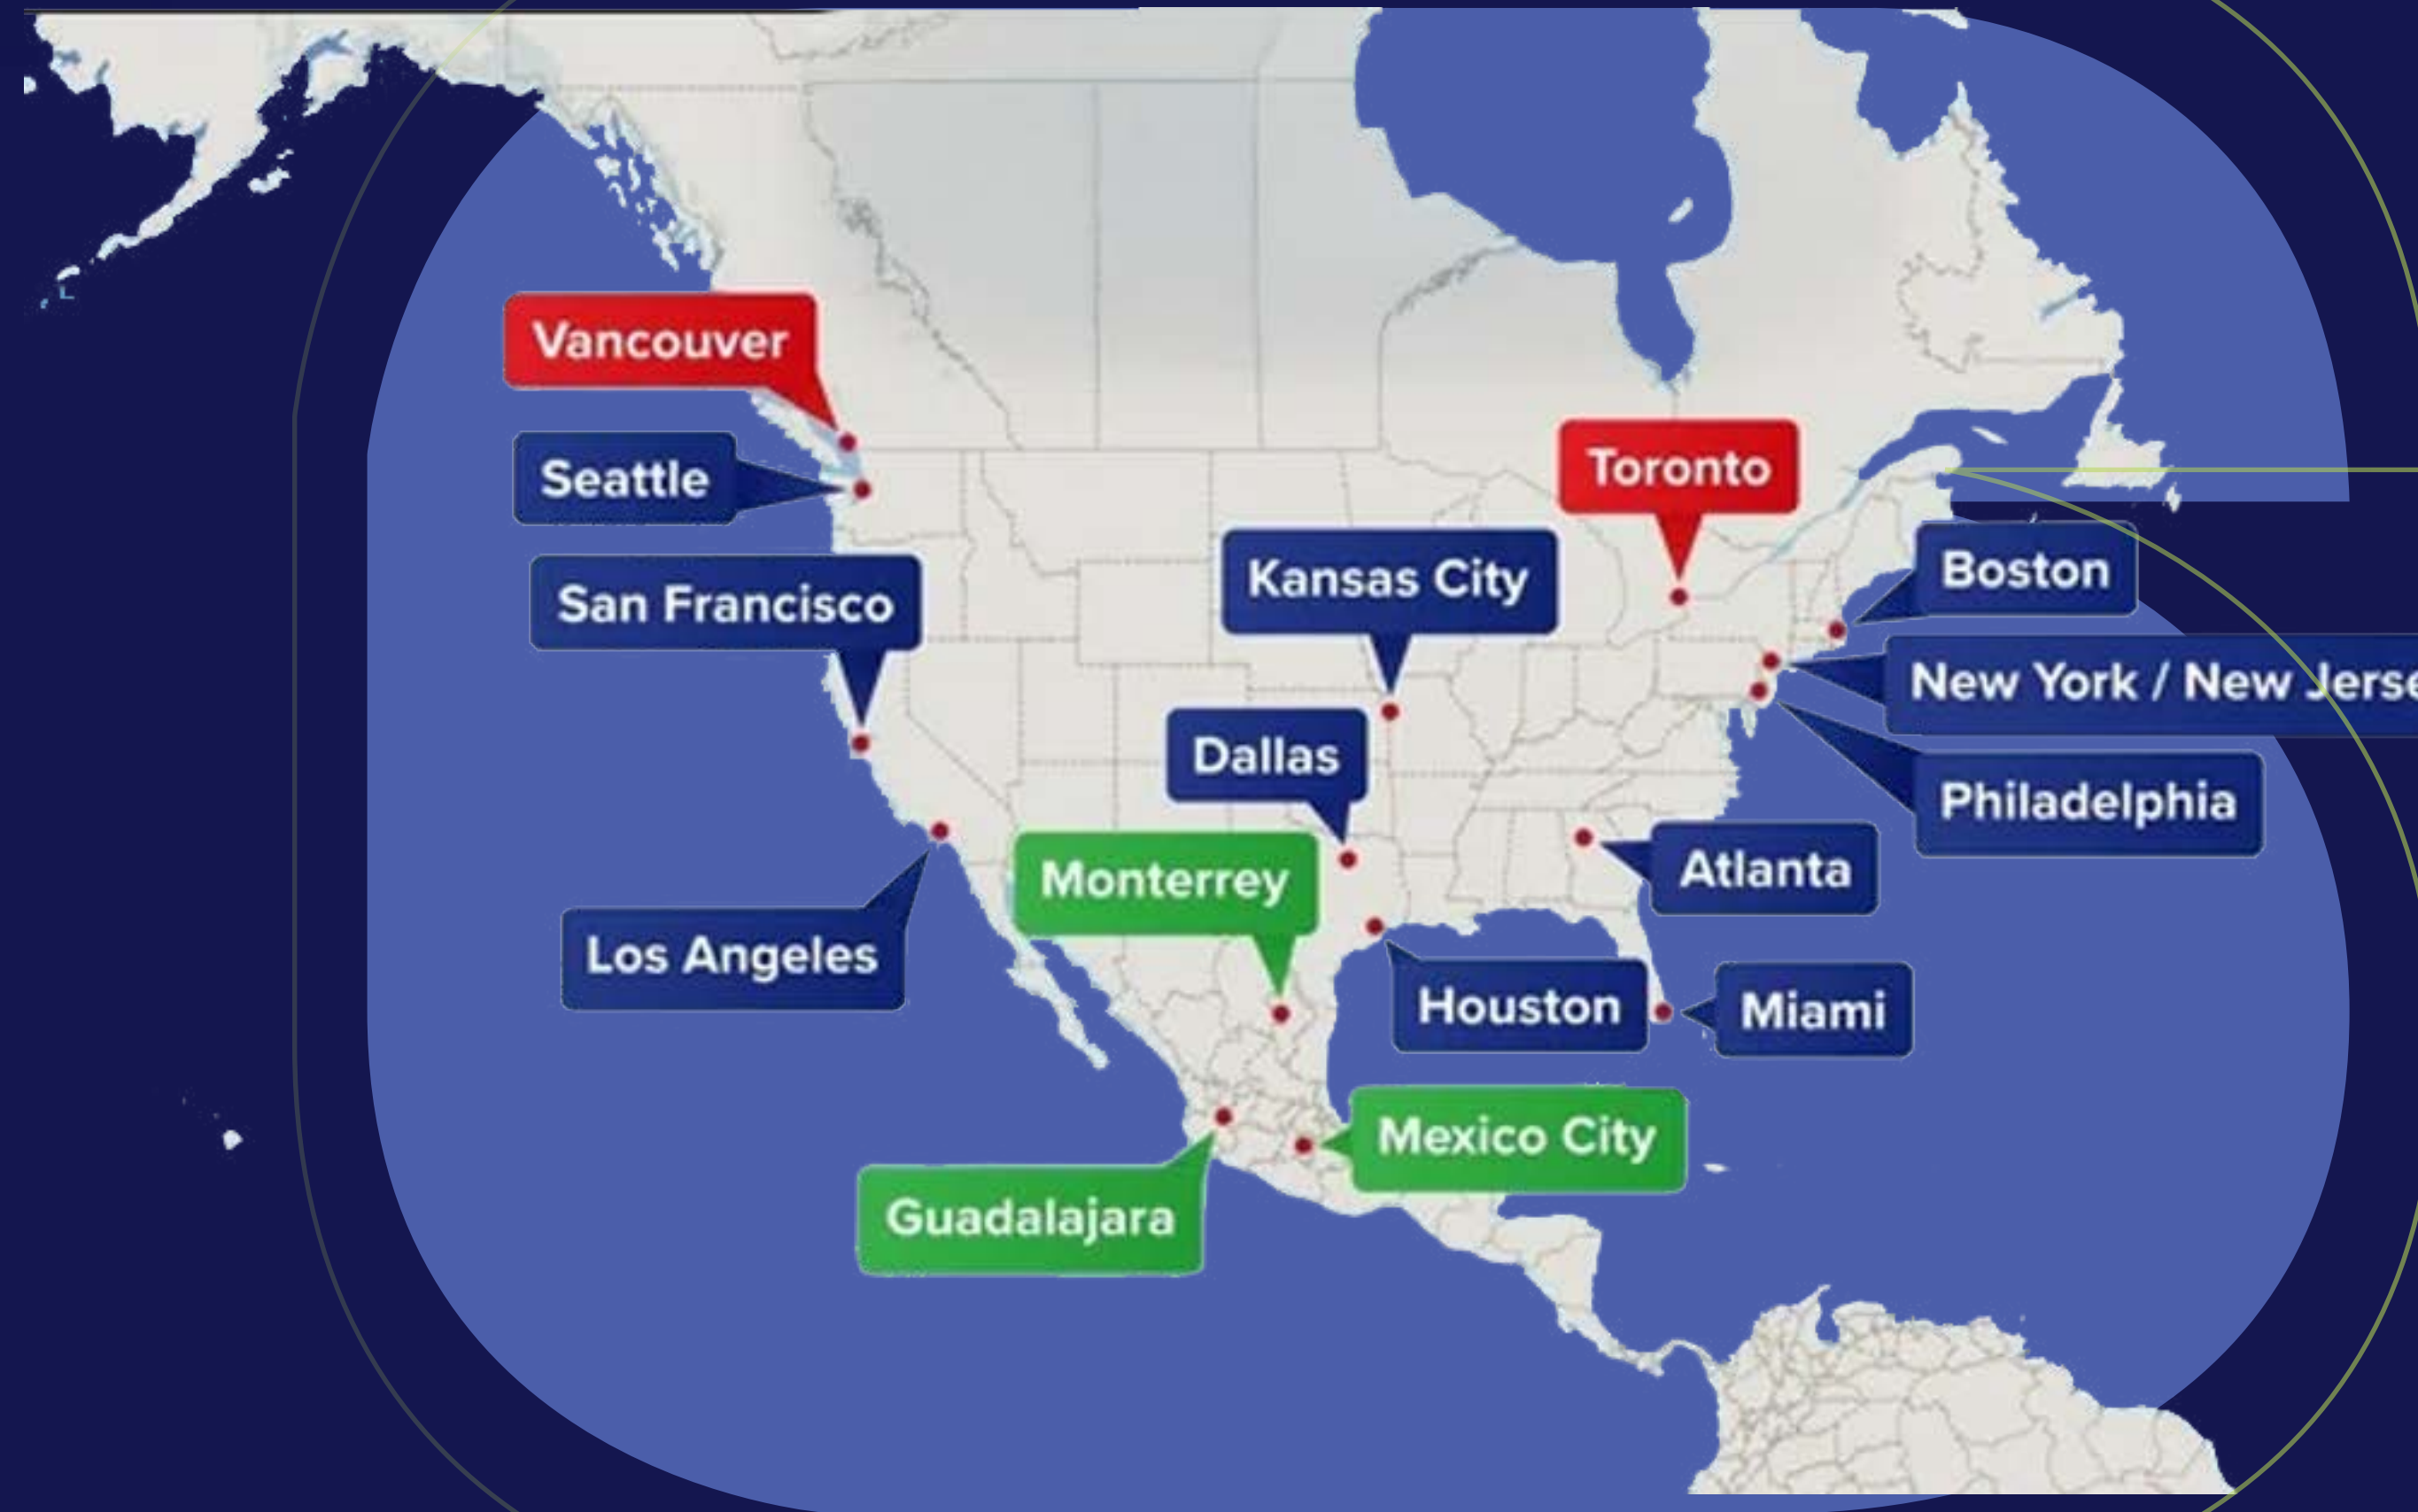 Vancouver
Toronto
Seattle
Kansas City
Boston
San Francisco
New York / New Jerse
Dallas
Philadelphia
Monterrey
Atlanta
Los Angeles
Houston
Miami
Mexico City
Guadalajara